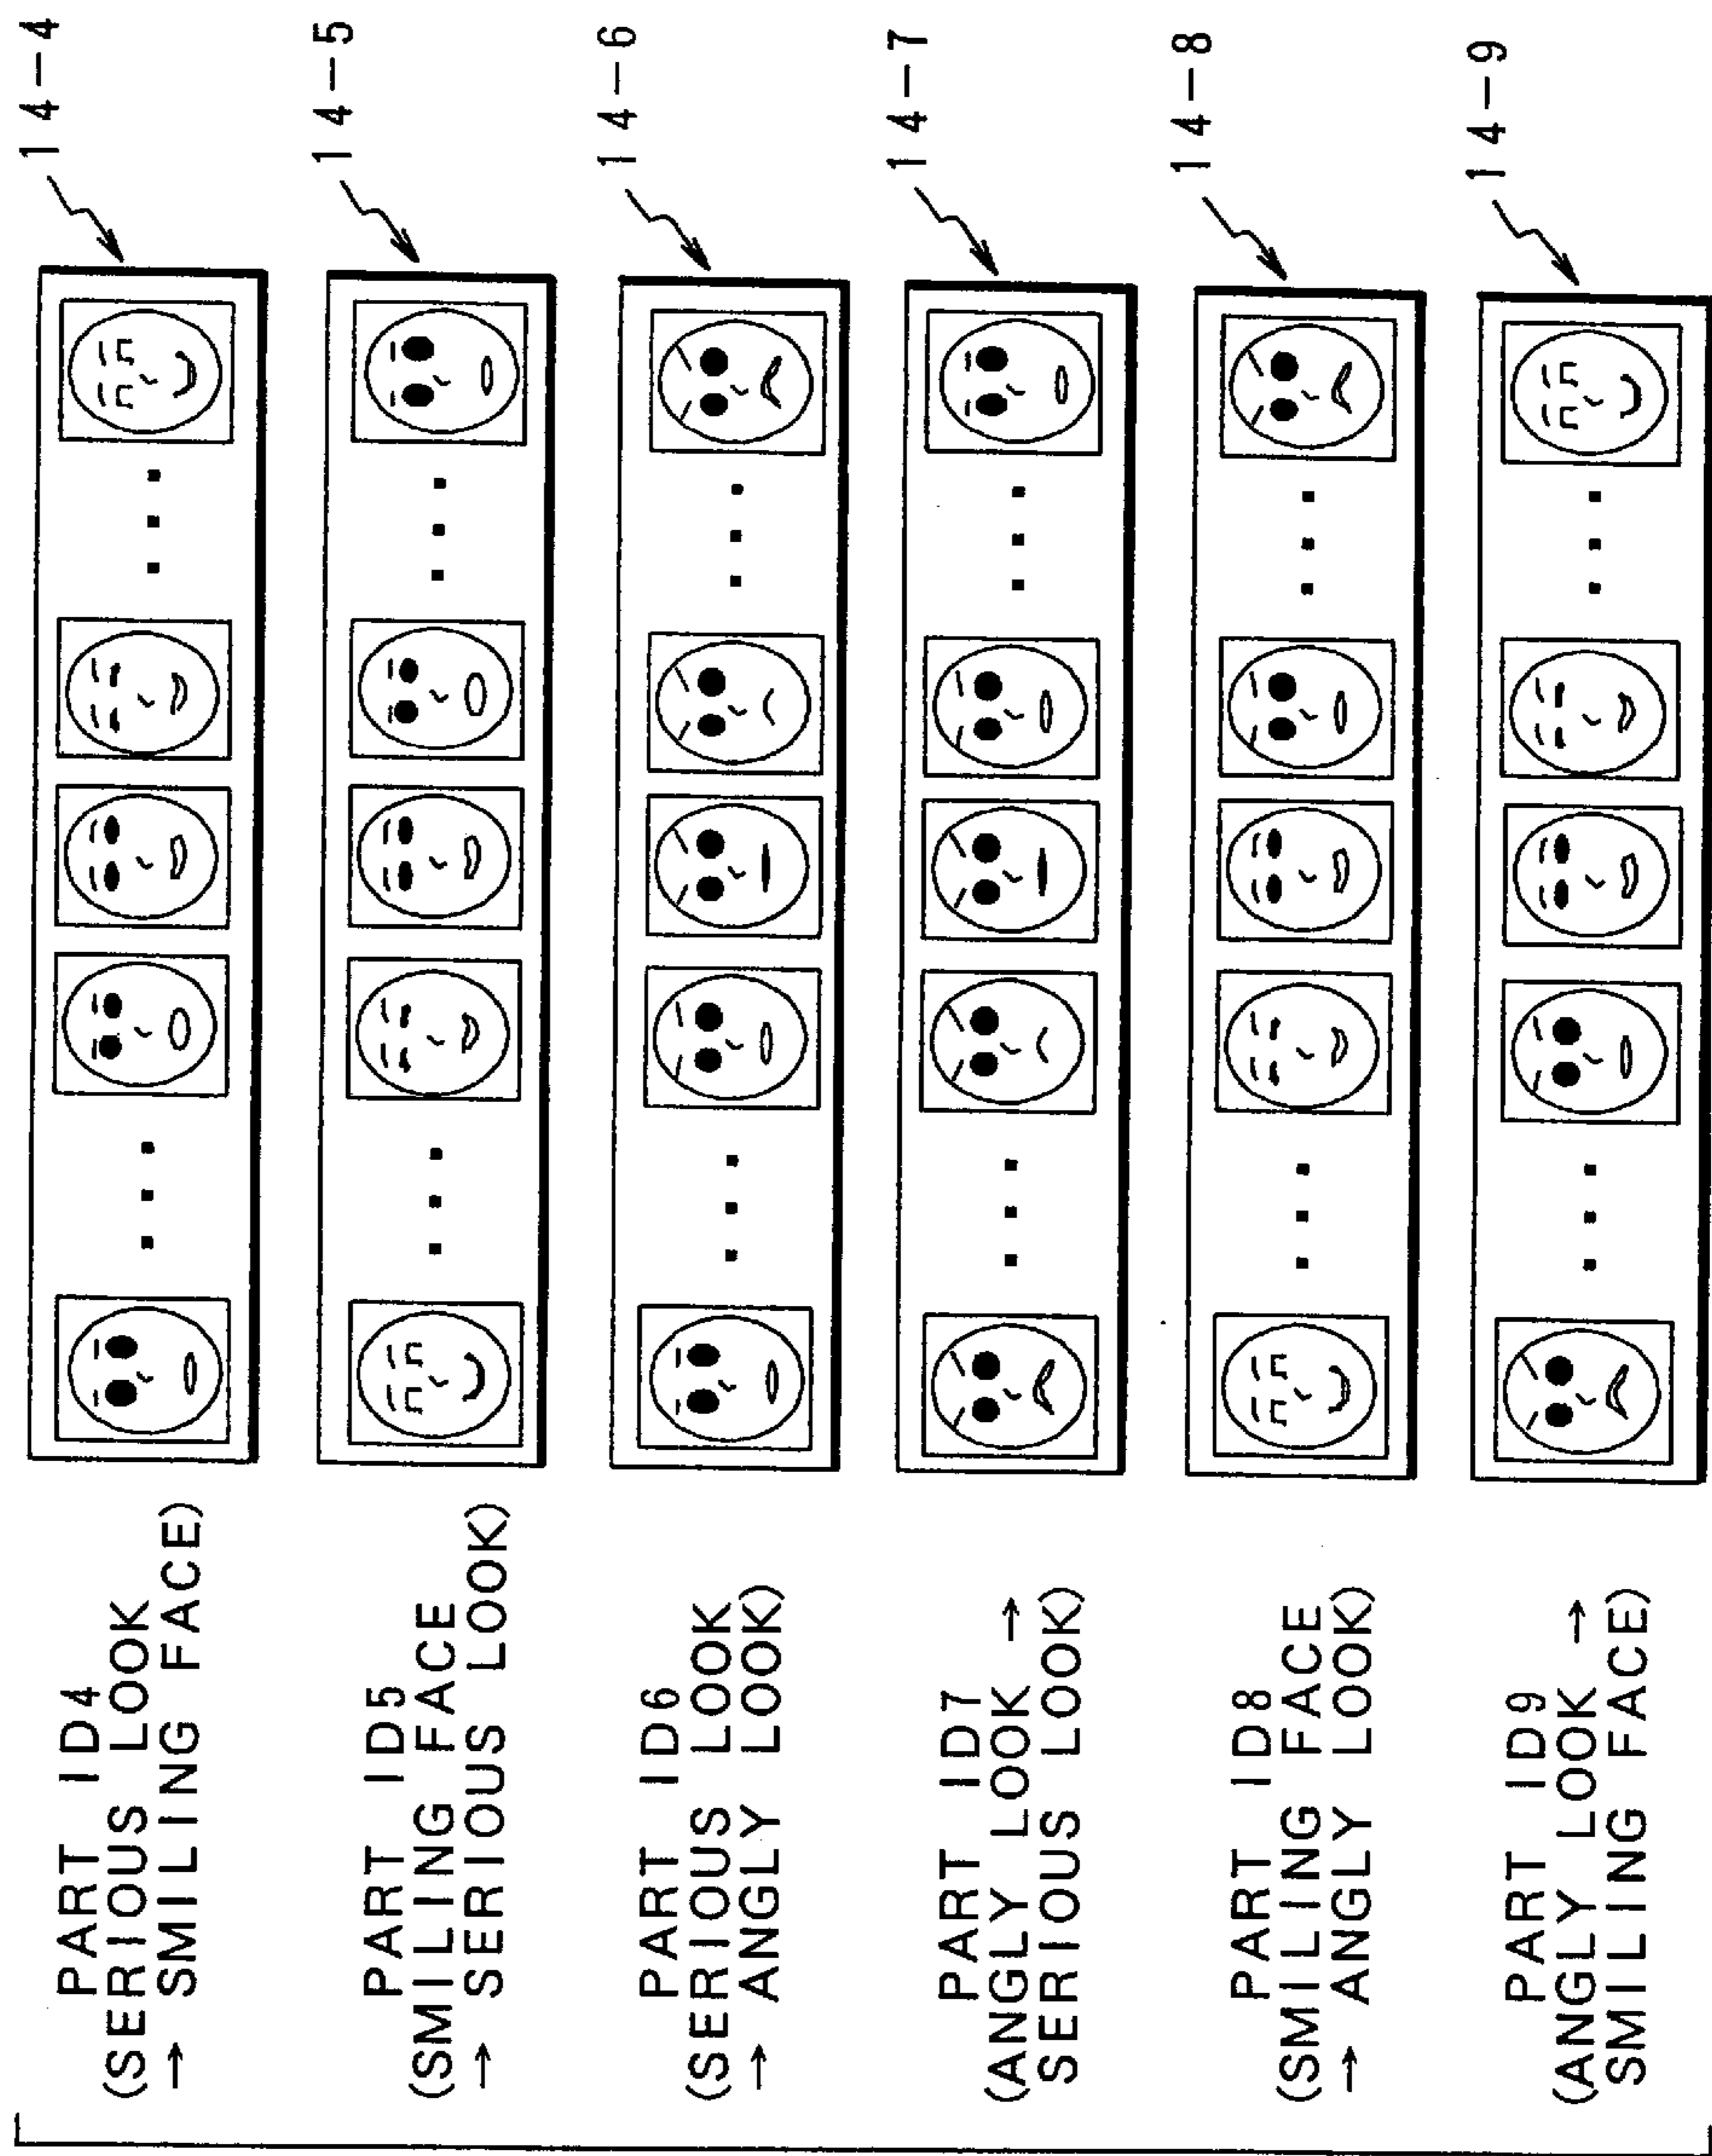 PART ID4
(SERIOUS LOOK
→ SMILING FACE)
14-4
PART ID5
(SMILING FACE
→ SERIOUS LOOK)
14-5
PART ID6
(SERIOUS LOOK
→ ANGLY LOOK)
14-6
PART ID7
(ANGLY LOOK →
SERIOUS LOOK)
14-7
PART ID8
(SMILING FACE
→ ANGLY LOOK)
14-8
PART ID9
(ANGLY LOOK →
SMILING FACE)
14-9